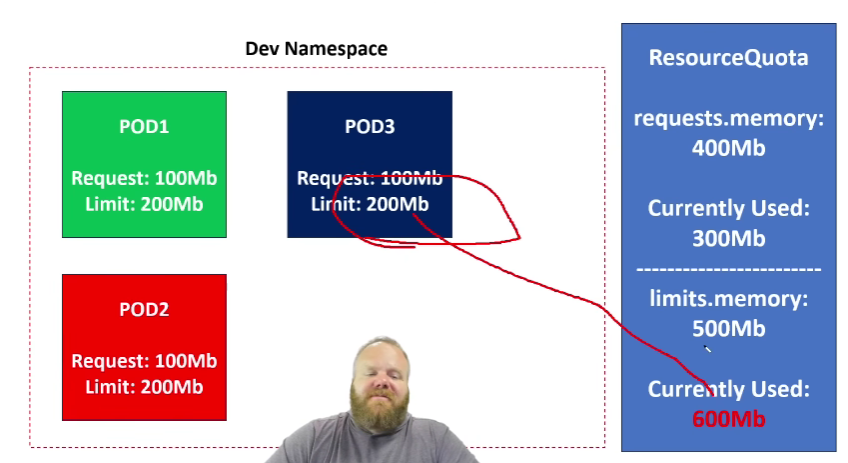 Dev Namespace
POD1
Request: 100Mb
Limit: 200Mb
POD3
Request: 100Mb
Limit: 200Mb
POD2
Request: 100Mb
Limit: 200Mb
ResourceQuota
requests.memory:
400Mb
Currently Used:
300Mb
------------------------
limits.memory:
500Mb
Currently Used:
600Mb